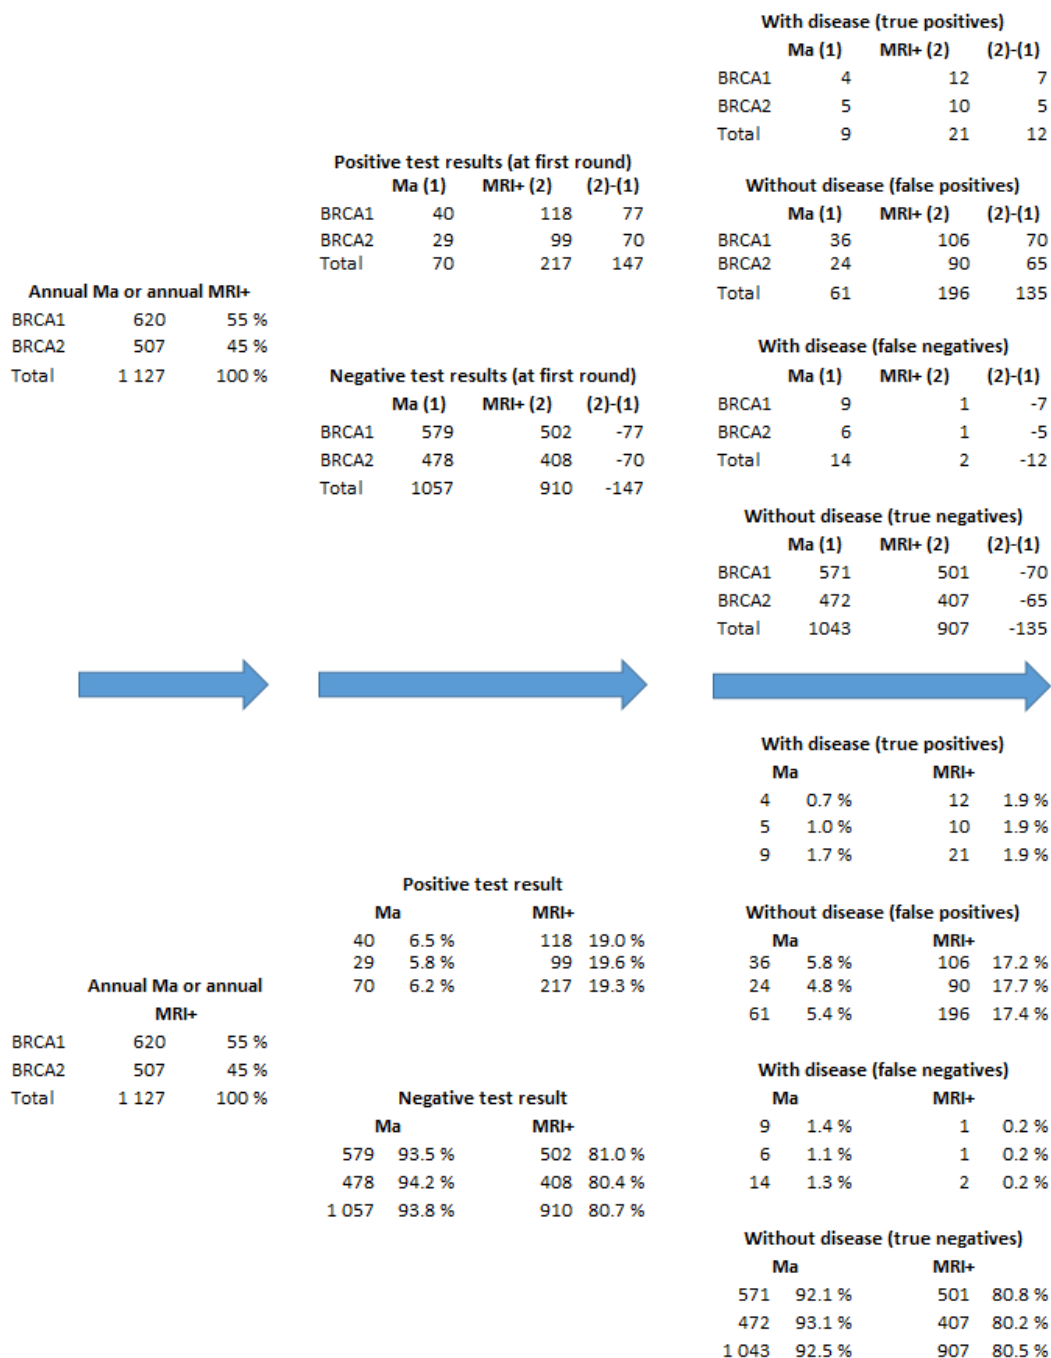 With disease (true positives)
Ma (1) MRI+ (2) (2)-(1)
BRCA1 4 12 7
BRCA2 5 10 5
Total 9 21 12
Positive test results (at first round)
Ma (1) MRI+ (2) (2)-(1)
BRCA1 40 118 77
BRCA2 29 99 70
Total 70 217 147
Without disease (false positives)
Ma (1) MRI+ (2) (2)-(1)
BRCA1 36 106 70
BRCA2 24 90 65
Total 61 196 135
Annual Ma or annual MRI+
BRCA1 620 55 %
BRCA2 507 45 %
Total 1 127 100 %
Negative test results (at first round)
Ma (1) MRI+ (2) (2)-(1)
BRCA1 579 502 -77
BRCA2 478 408 -70
Total 1057 910 -147
With disease (false negatives)
Ma (1) MRI+ (2) (2)-(1)
BRCA1 9 1 -7
BRCA2 6 1 -5
Total 14 2 -12
Without disease (true negatives)
Ma (1) MRI+ (2) (2)-(1)
BRCA1 571 501 -70
BRCA2 472 407 -65
Total 1043 907 -135
With disease (true positives)
Ma MRI+
4 0.7 % 12 1.9 %
5 1.0 % 10 1.9 %
9 1.7 % 21 1.9 %
Positive test result
Ma MRI+
40 6.5 % 118 19.0 %
29 5.8 % 99 19.6 %
70 6.2 % 217 19.3 %
Without disease (false positives)
Ma MRI+
36 5.8 % 106 17.2 %
24 4.8 % 90 17.7 %
61 5.4 % 196 17.4 %
Annual Ma or annual
MRI+
BRCA1 620 55 %
BRCA2 507 45 %
Total 1 127 100 %
Negative test result
Ma MRI+
579 93.5 % 502 81.0 %
478 94.2 % 408 80.4 %
1 057 93.8 % 910 80.7 %
With disease (false negatives)
Ma MRI+
9 1.4 % 1 0.2 %
6 1.1 % 1 0.2 %
14 1.3 % 2 0.2 %
Without disease (true negatives)
Ma MRI+
571 92.1 % 501 80.8 %
472 93.1 % 407 80.2 %
1 043 92.5 % 907 80.5 %